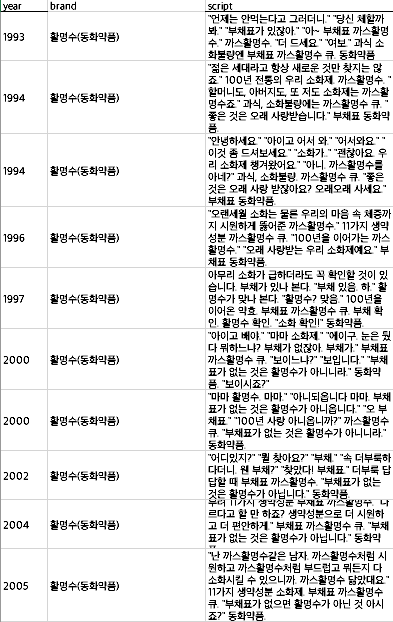 year brand script
1993 활명수(동화약품)
"언제는 안먹는다고 그러더니." "당신 체할까
봐." "부채표가 있잖아." "아~ 부채표 까스활명
수." 까스활명수. "더 드세요." "여보." 과식 소
화불량엔 부채표 까스활명수 큐. 동화약품.
1994 활명수(동화약품)
"젊은 세대라고 항상 새로운 것만 찾지는 않
죠." 100년 전통의 우리 소화제. 까스활명수. "
할머니도, 아버지도, 또 저도 소화제는 까스활
명수죠." 과식, 소화불량에는 까스활명수 큐. "
좋은 것은 오래 사랑받습니다." 부채표 동화약
품.
1994 활명수(동화약품)
"안녕하세요." "아이고 어서 와." "어서와요." "
이것 좀 드셔보세요." "소화가.." "괜찮아요. 우
리 소화제 챙겨왔어요." "아니. 까스활명수를
아네?" 과식, 소화불량. 까스활명수 큐. "좋은
것은 오래 사랑 받잖아요? 오래오래 사세요."
부채표 동화약품.
1996 활명수(동화약품)
"오랜세월 소화는 물론 우리의 마음 속 체증까
지 시원하게 뚫어준 까스활명수." 11가지 생약
성분 까스활명수 큐. "100년을 이어가는 까스
활명수." "오래 사랑받는 우리 소화제예요." 부
채표 동화약품.
1997 활명수(동화약품)
아무리 소화가 급하더라도 꼭 확인할 것이 있
습니다. 부채가 있나 본다. "부채 있음. 하." 활
명수가 맞나 본다. "활명수? 맞음." 100년을
이어온 약효. 부채표 까스활명수 큐. 부채 확
인. 활명수 확인. "소화 확인!" 동화약품.
2000 활명수(동화약품)
"아이고 배야." "마마 소화제." "에이구. 눈은 뒀
다 뭐하느냐? 부채가 없잖아. 부채가." 부채표
까스활명수 큐. "보이느냐?" "보입니다." "부채
표가 없는 것은 활명수가 아니니라." 동화약
품. "보이시죠?"
2000 활명수(동화약품)
"마마 활명수. 마마." "아니되옵니다 마마. 부채
표가 없는 것은 활명수가 아니옵니다." "오 부
채표." "100년 사랑 아니옵니까?" 까스활명수
큐. "부채표가 없는 것은 활명수가 아니니라."
동화약품.
2002 활명수(동화약품)
"어디있지?" "뭘 찾아요?" "부채." "속 더부룩하
다더니. 웬 부채?" "찾았다! 부채표." 더부룩 답
답할 때 부채표 까스활명수. "부채표가 없는
것은 활명수가 아닙니다." 동화약품.
2004 활명수(동화약품)
11가지 생약성분 부채표 까스활명수. "다
르다고 할 만 하죠? 생약성분으로 더 시원하
고 더 편안하게." 부채표 까스활명수 큐. "부채
표가 없는 것은 활명수가 아닙니다." 동화약
2005 활명수(동화약품)
"난 까스활명수같은 남자. 까스활명수처럼 시
원하고 까스활명수처럼 부드럽고 뭐든지 다
소화시킬 수 있으니까. 까스활명수 닮았대요."
11가지 생약성분 소화제. 부채표 까스활명수
큐. "부채표가 없으면 활명수가 아닌 것 아시
죠?" 동화약품.